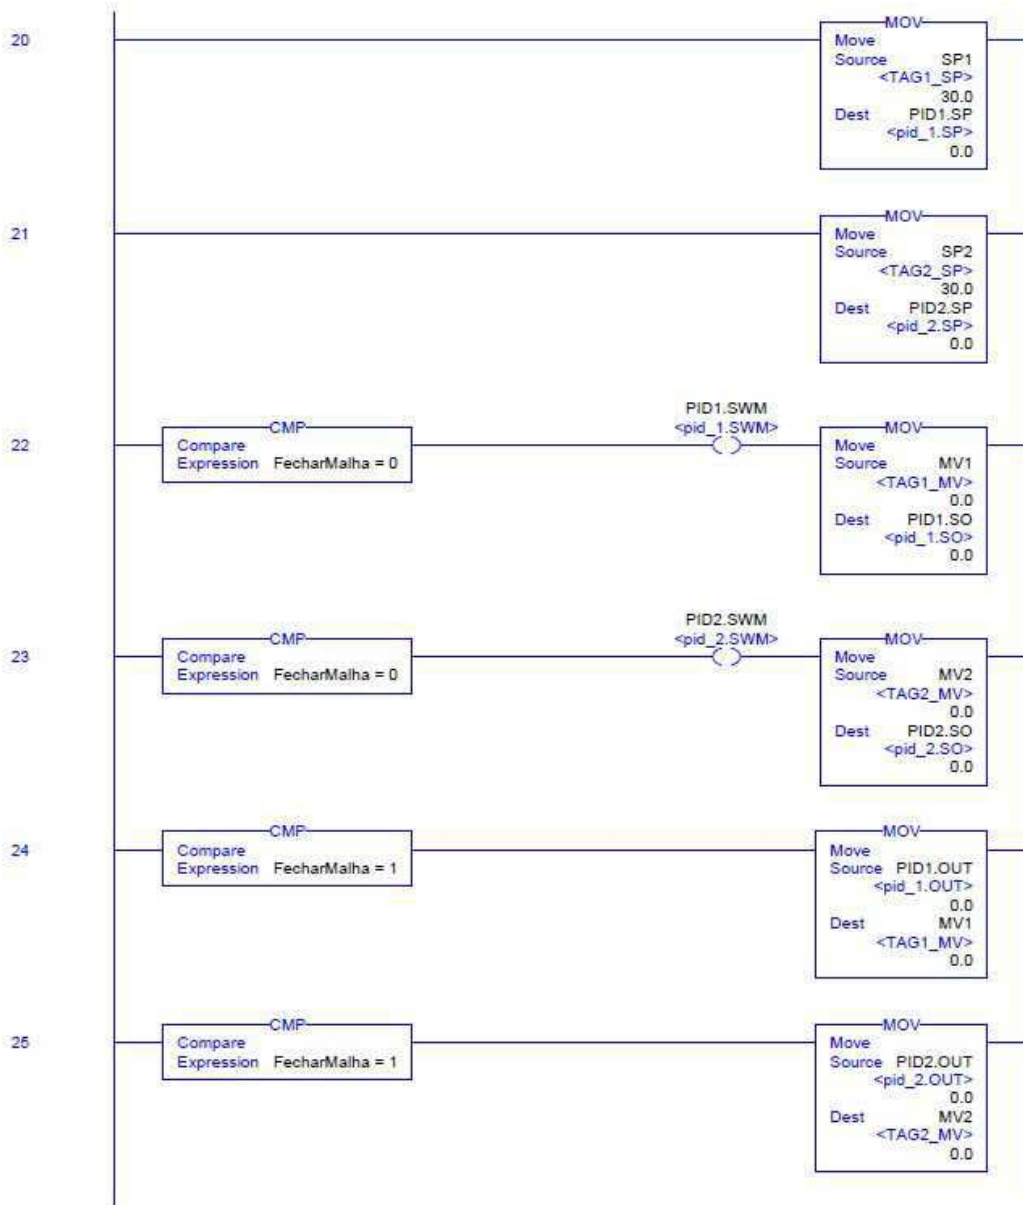 20
MOV
Move
Source SP1
<TAG1_SP>
30.0
Dest PID1.SP
<pid_1.SP>
0.0
21
MOV
Move
Source SP2
<TAG2_SP>
30.0
Dest PID2.SP
<pid_2.SP>
0.0
22
CMP
Compare
Expression FecharMalha = 0
PID1.SWM
<pid_1.SWM>
MOV
Move
Source MV1
<TAG1_MV>
0.0
Dest PID1.SO
<pid_1.SO>
0.0
23
CMP
Compare
Expression FecharMalha = 0
PID2.SWM
<pid_2.SWM>
MOV
Move
Source MV2
<TAG2_MV>
0.0
Dest PID2.SO
<pid_2.SO>
0.0
24
CMP
Compare
Expression FecharMalha = 1
MOV
Move
Source PID1.OUT
<pid_1.OUT>
0.0
Dest MV1
<TAG1_MV>
0.0
25
CMP
Compare
Expression FecharMalha = 1
MOV
Move
Source PID2.OUT
<pid_2.OUT>
0.0
Dest MV2
<TAG2_MV>
0.0